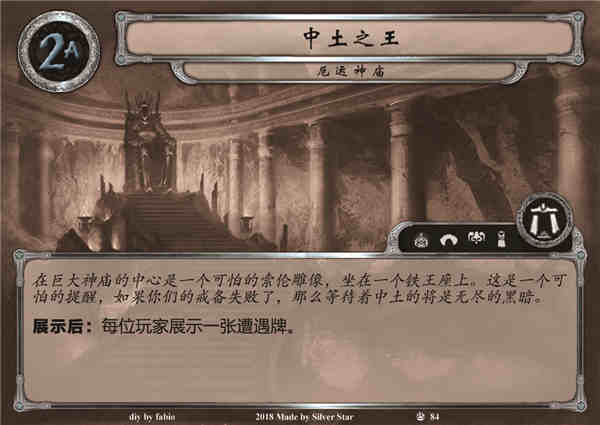 2A
中土之王
厄运神庙
在巨大神庙的中心是一个可怕的索伦雕像，坐在一个铁王座上。这是一个可
怕的提醒，如果你们的戒备失败了，那么等待着中土的将是无尽的黑暗。
展示后：每位玩家展示一张遭遇牌。
diy by fabio
2018 Made by Silver Star
84